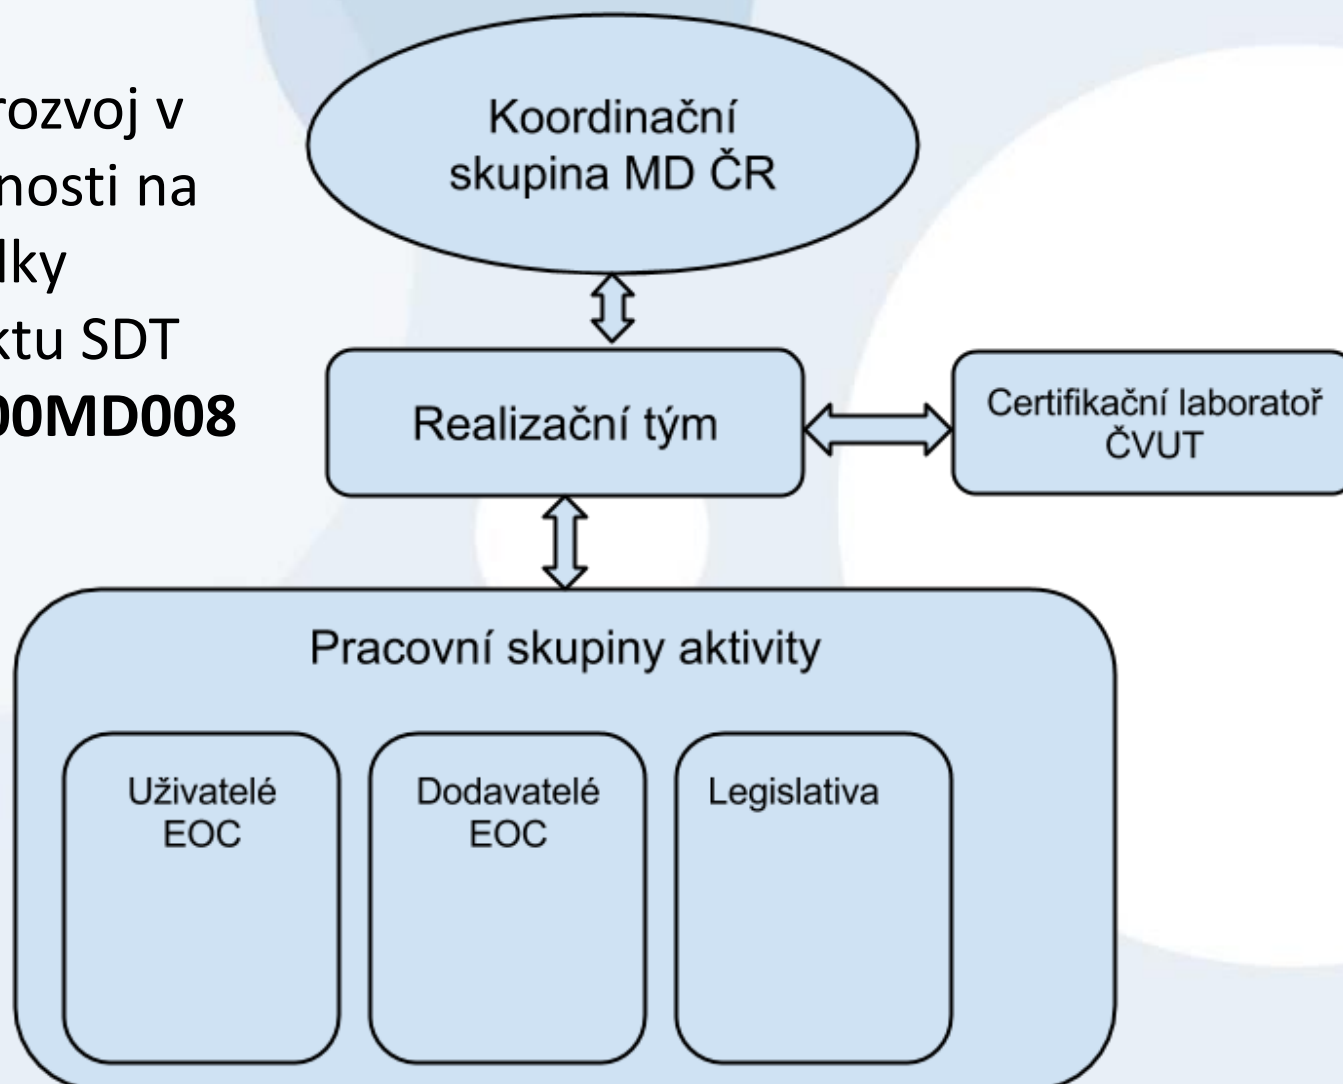 rozvoj v
nosti na
lky
ktu SDT
00MD008
Koordinační
skupina MD ČR
Realizační tým
Certifikační laboratoř
ČVUT
Pracovní skupiny aktivity
Uživatelé
EOC
Dodavatelé
EOC
Legislativa